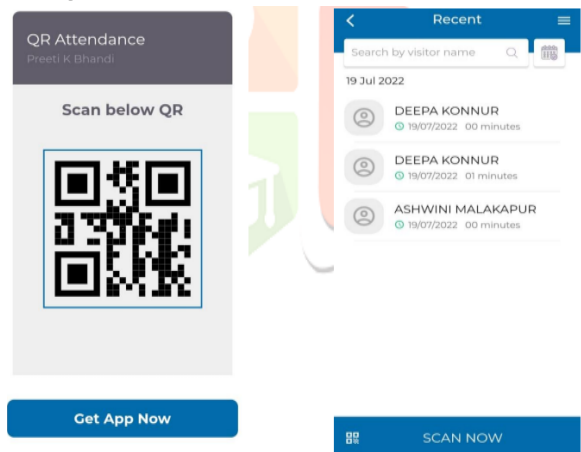 QR Attendance
Preeti K Bhandi
Scan below QR
Get App Now
Recent
Search by visitor name
19 Jul 2022
DEEPA KONNUR
19/07/2022 00 minutes
DEEPA KONNUR
19/07/2022 01 minutes
ASHWINI MALAKAPUR
19/07/2022 00 minutes
SCAN NOW